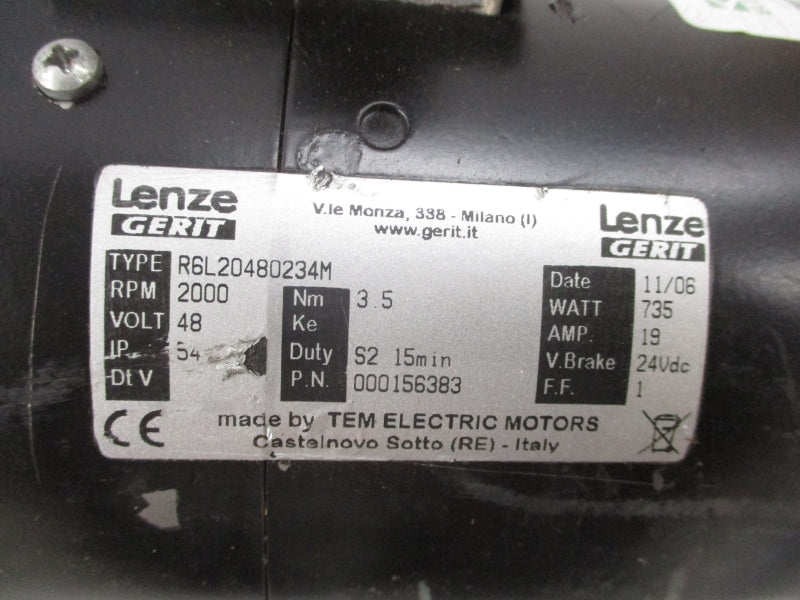 Lenze
GERIT
V.le Monza, 338 - Milano (I)
www.gerit.it
Lenze
GERIT
TYPE R6L20480234M
RPM 2000
VOLT 48
IP 54
Dt V
Nm 3.5
Ke
Duty S2 15min
P.N. 000156383
Date 11/06
WATT 735
AMP. 19
V.Brake 24Vdc
F.F. 1
CE
made by TEM ELECTRIC MOTORS
Castelnovo Sotto (RE) - Italy